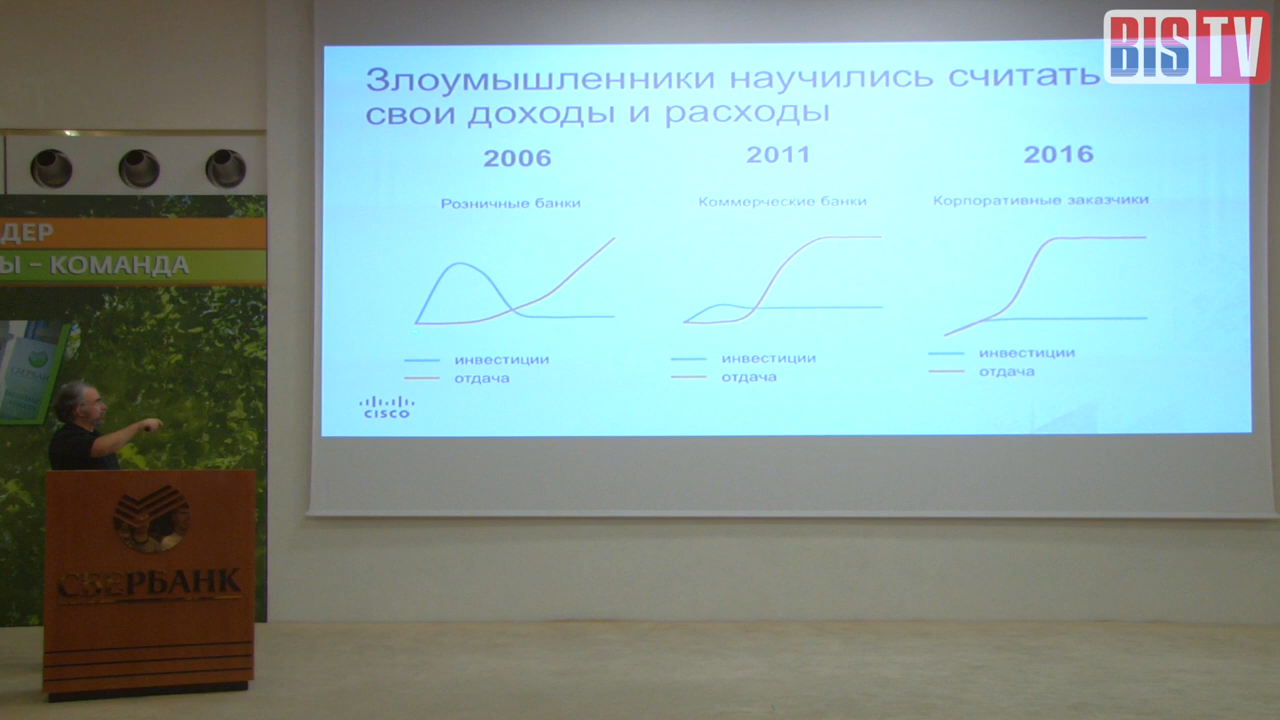 BIS TV
Злоумышленники научились считать
свои доходы и расходы
2006
2011
2016
Розничные банки
Коммерческие банки
Корпоративные заказчики
инвестиции
отдача
инвестиции
отдача
инвестиции
отдача
CISCO
ДЕР
Ы – КОМАНДА
СБЕРБАНК